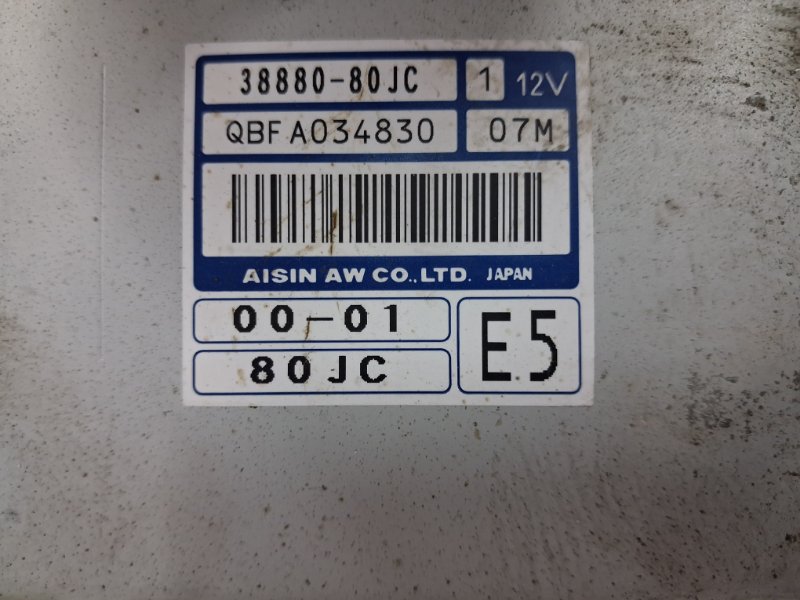 38880-80JC 1 12V
QBFA034830 07M
AISIN AW CO.,LTD. JAPAN
00-01
80JC
E5